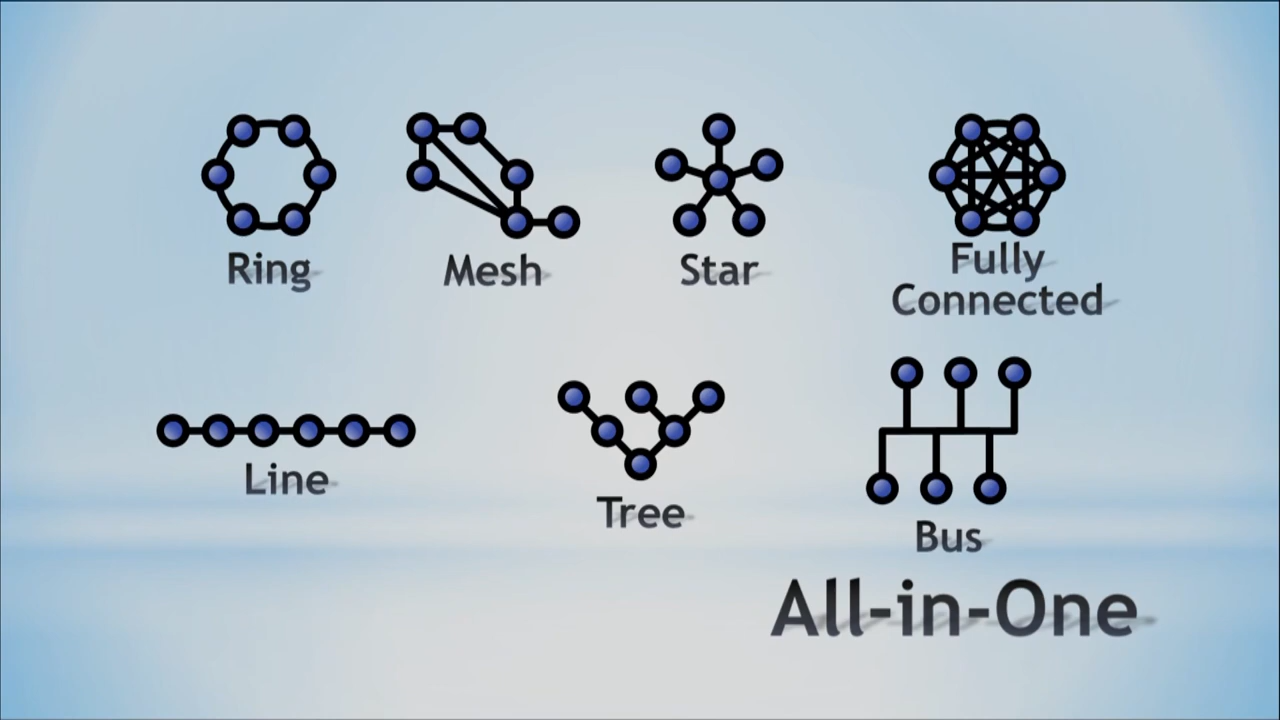 Ring
Mesh
Star
Fully
Connected
Line
Tree
Bus
All-in-One